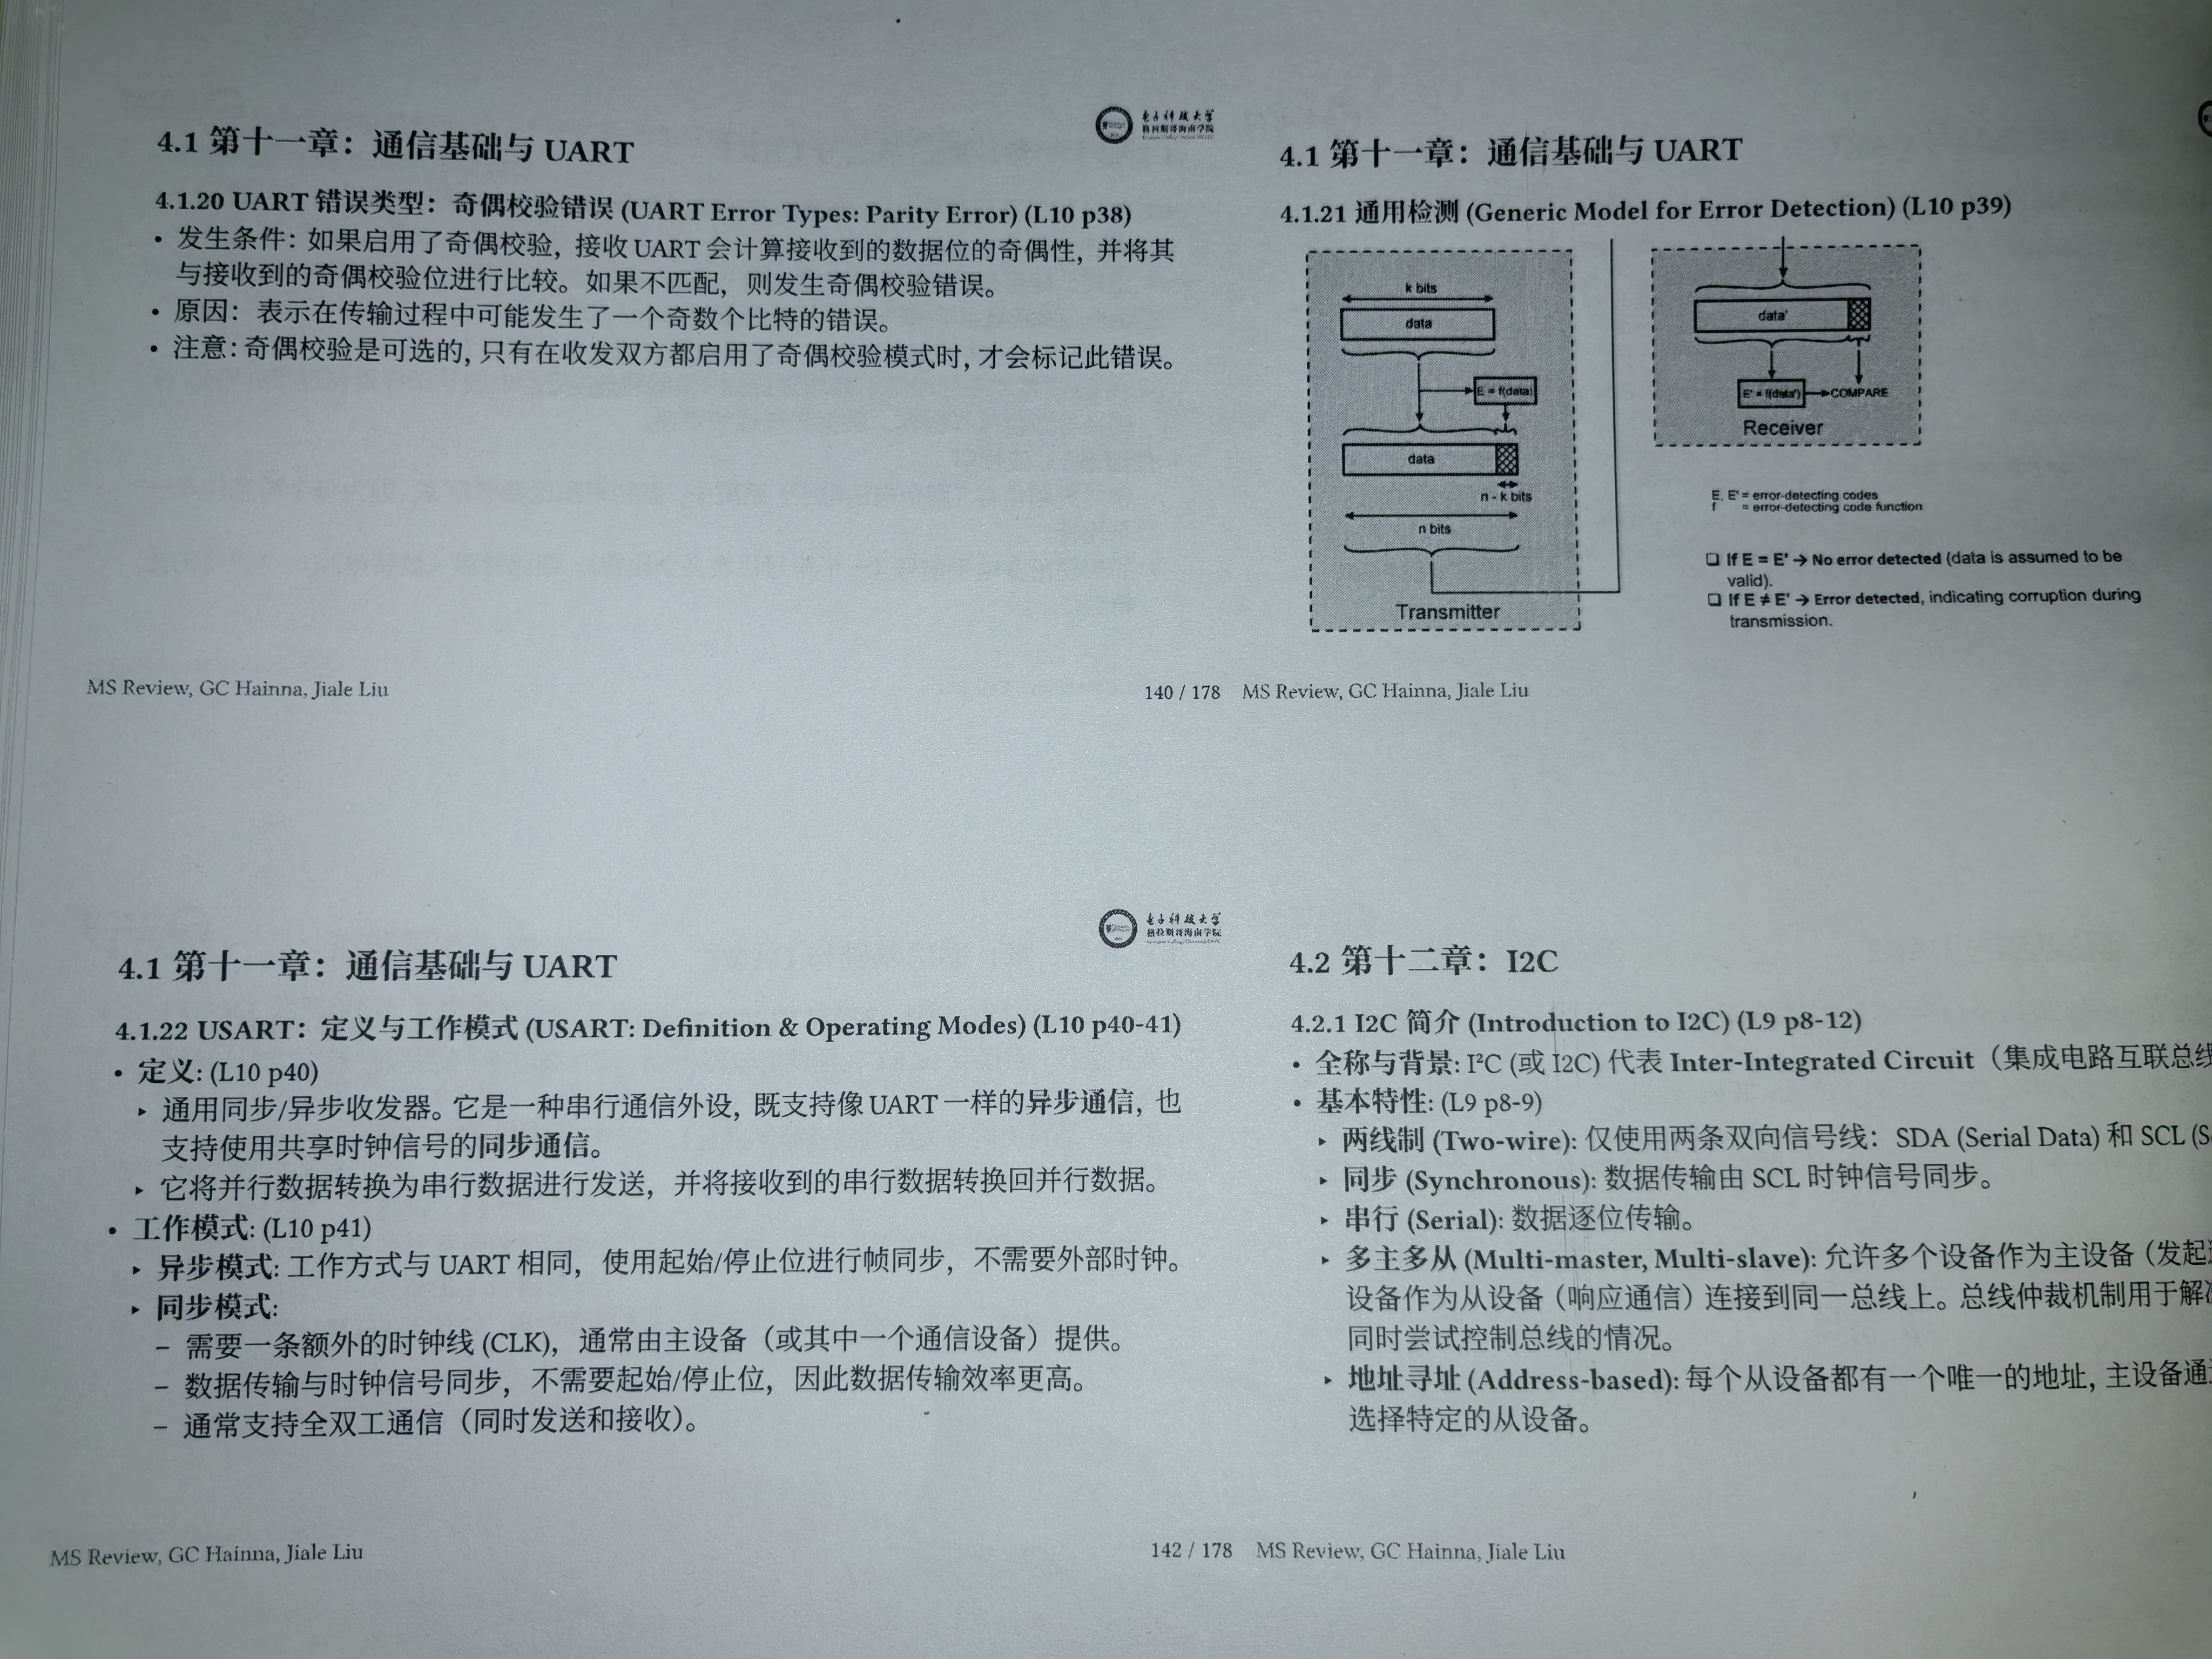 电子科技大学
格拉斯哥海南学院
4.1 第十一章：通信基础与 UART
4.1.20 UART 错误类型：奇偶校验错误 (UART Error Types: Parity Error) (L10 p38)
• 发生条件：如果启用了奇偶校验，接收 UART 会计算接收到的数据位的奇偶性，并将其
与接收到的奇偶校验位进行比较。如果不匹配，则发生奇偶校验错误。
• 原因：表示在传输过程中可能发生了一个奇数个比特的错误。
• 注意：奇偶校验是可选的, 只有在收发双方都启用了奇偶校验模式时, 才会标记此错误。
MS Review, GC Hainna, Jiale Liu
140 / 178
4.1 第十一章：通信基础与 UART
4.1.21 通用检测 (Generic Model for Error Detection) (L10 p39)
k bits
data
E = f(data)
data
n - k bits
n bits
Transmitter
data'
E' = f(data')
COMPARE
Receiver
E, E' = error-detecting codes
f = error-detecting code function
❑ If E = E' → No error detected (data is assumed to be
valid).
❑ If E ≠ E' → Error detected, indicating corruption during
transmission.
MS Review, GC Hainna, Jiale Liu
电子科技大学
格拉斯哥海南学院
4.1 第十一章：通信基础与 UART
4.1.22 USART：定义与工作模式 (USART: Definition & Operating Modes) (L10 p40-41)
• 定义: (L10 p40)
‣ 通用同步/异步收发器。它是一种串行通信外设, 既支持像 UART 一样的异步通信, 也
支持使用共享时钟信号的同步通信。
‣ 它将并行数据转换为串行数据进行发送，并将接收到的串行数据转换回并行数据。
• 工作模式: (L10 p41)
‣ 异步模式: 工作方式与 UART 相同，使用起始/停止位进行帧同步，不需要外部时钟。
‣ 同步模式:
– 需要一条额外的时钟线 (CLK)，通常由主设备（或其中一个通信设备）提供。
– 数据传输与时钟信号同步，不需要起始/停止位，因此数据传输效率更高。
– 通常支持全双工通信（同时发送和接收）。
MS Review, GC Hainna, Jiale Liu
142 / 178
4.2 第十二章：I2C
4.2.1 I2C 简介 (Introduction to I2C) (L9 p8-12)
• 全称与背景: I²C (或 I2C) 代表 Inter-Integrated Circuit（集成电路互联总线
• 基本特性: (L9 p8-9)
‣ 两线制 (Two-wire): 仅使用两条双向信号线：SDA (Serial Data) 和 SCL (S
‣ 同步 (Synchronous): 数据传输由 SCL 时钟信号同步。
‣ 串行 (Serial): 数据逐位传输。
‣ 多主多从 (Multi-master, Multi-slave): 允许多个设备作为主设备（发起
设备作为从设备（响应通信）连接到同一总线上。总线仲裁机制用于解
同时尝试控制总线的情况。
‣ 地址寻址 (Address-based): 每个从设备都有一个唯一的地址, 主设备通
选择特定的从设备。
MS Review, GC Hainna, Jiale Liu